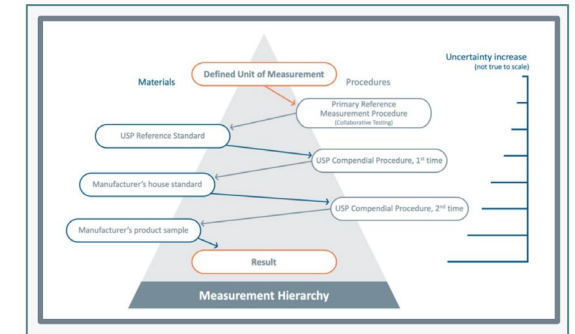 Uncertainty increase
(not true to scale)
Defined Unit of Measurement
Materials
Procedures
Primary Reference
Measurement Procedure
(Collaborative Testing)
USP Reference Standard
USP Compendial Procedure, 1st time
Manufacturer's house standard
USP Compendial Procedure, 2nd time
Manufacturer's product sample
Result
Measurement Hierarchy